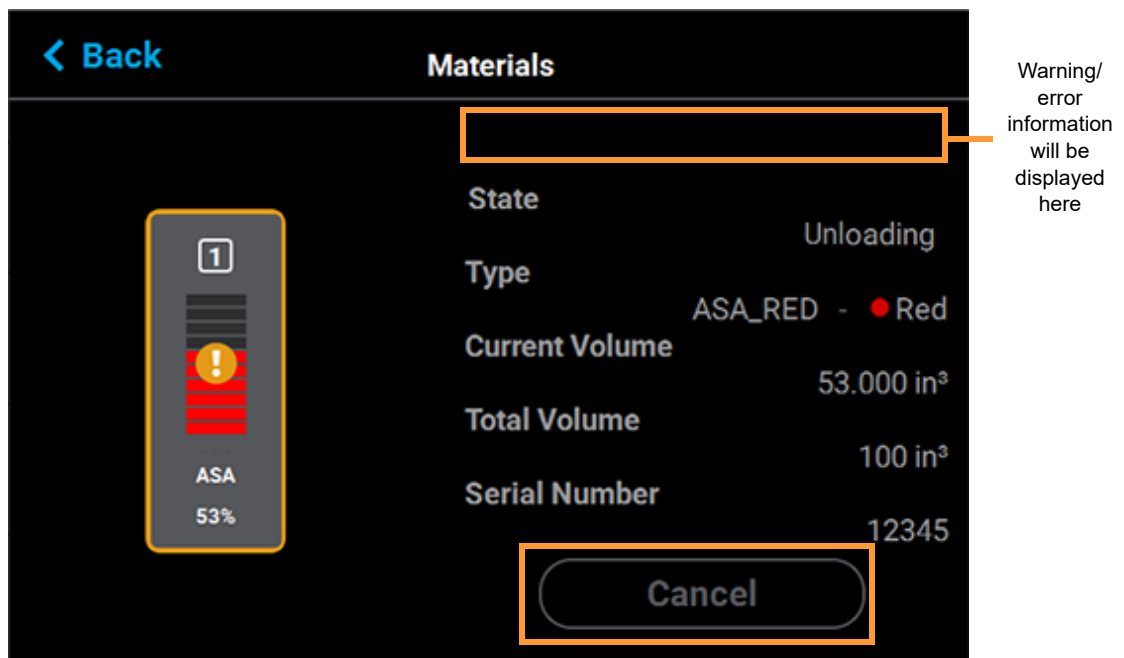 Back
Materials
Warning/
error
information
will be
displayed
here
State
Unloading
Type
ASA_RED - Red
Current Volume
53.000 in³
Total Volume
100 in³
Serial Number
12345
Cancel
1
!
ASA
53%